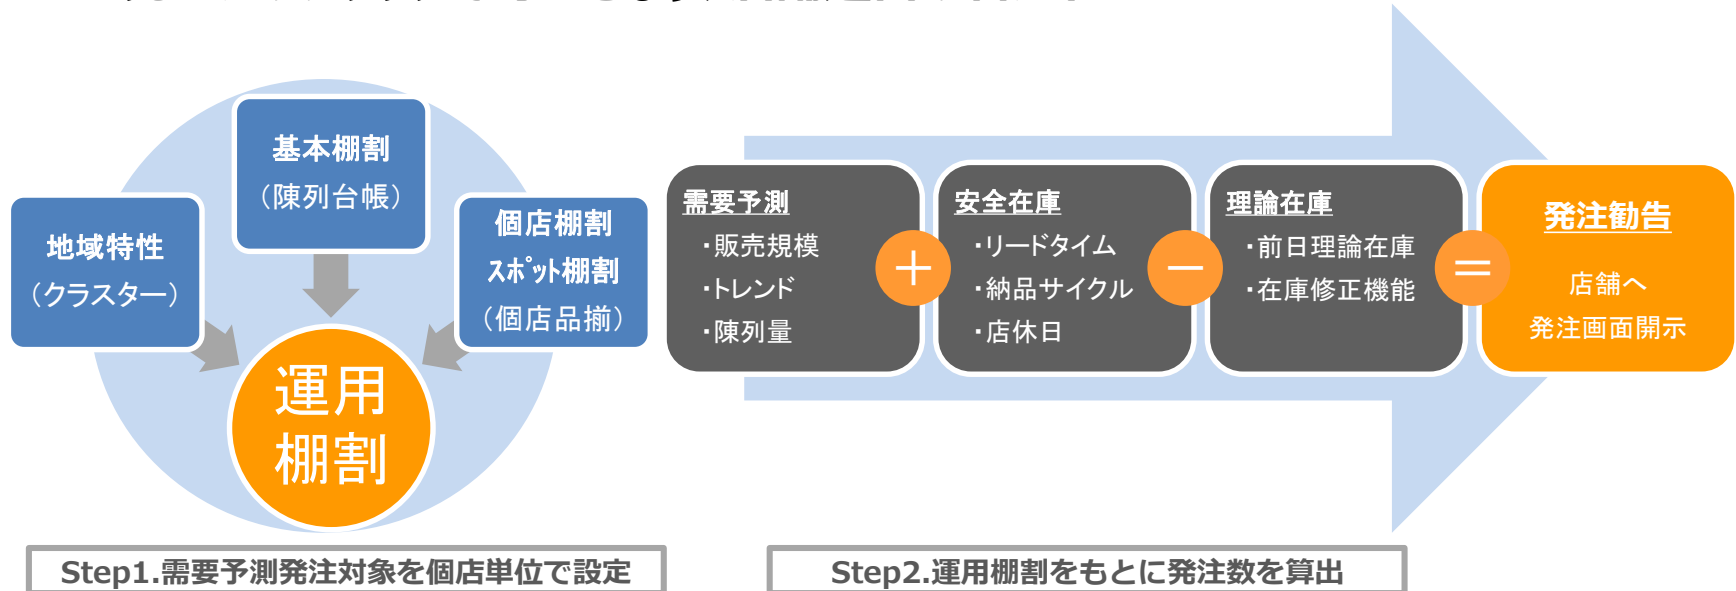 基本棚割
（陳列台帳）
地域特性
（クラスター）
個店棚割
スポット棚割
（個店品揃）
運用
棚割
Step1.需要予測発注対象を個店単位で設定
需要予測
・販売規模
・トレンド
・陳列量
＋
安全在庫
・リードタイム
・納品サイクル
・店休日
－
理論在庫
・前日理論在庫
・在庫修正機能
＝
発注勧告
店舗へ
発注画面開示
Step2.運用棚割をもとに発注数を算出